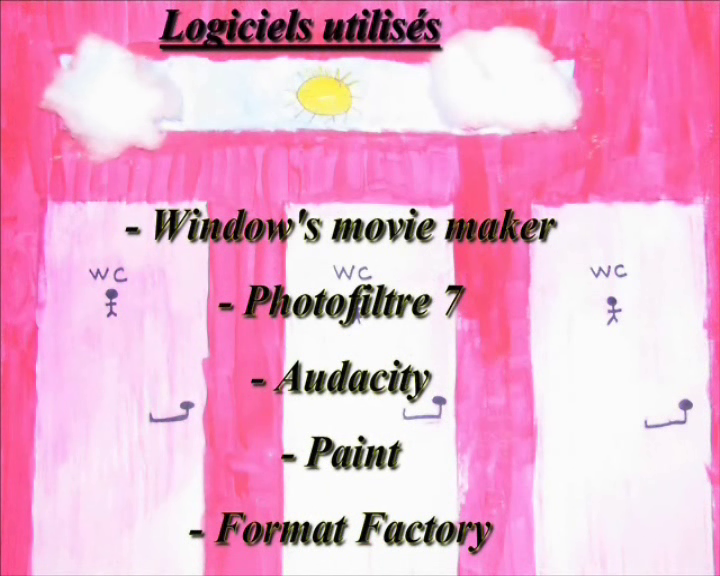 Logiciels utilisés
- Window's movie maker
WC
WC
WC
- Photofiltre 7
- Audacity
- Paint
- Format Factory